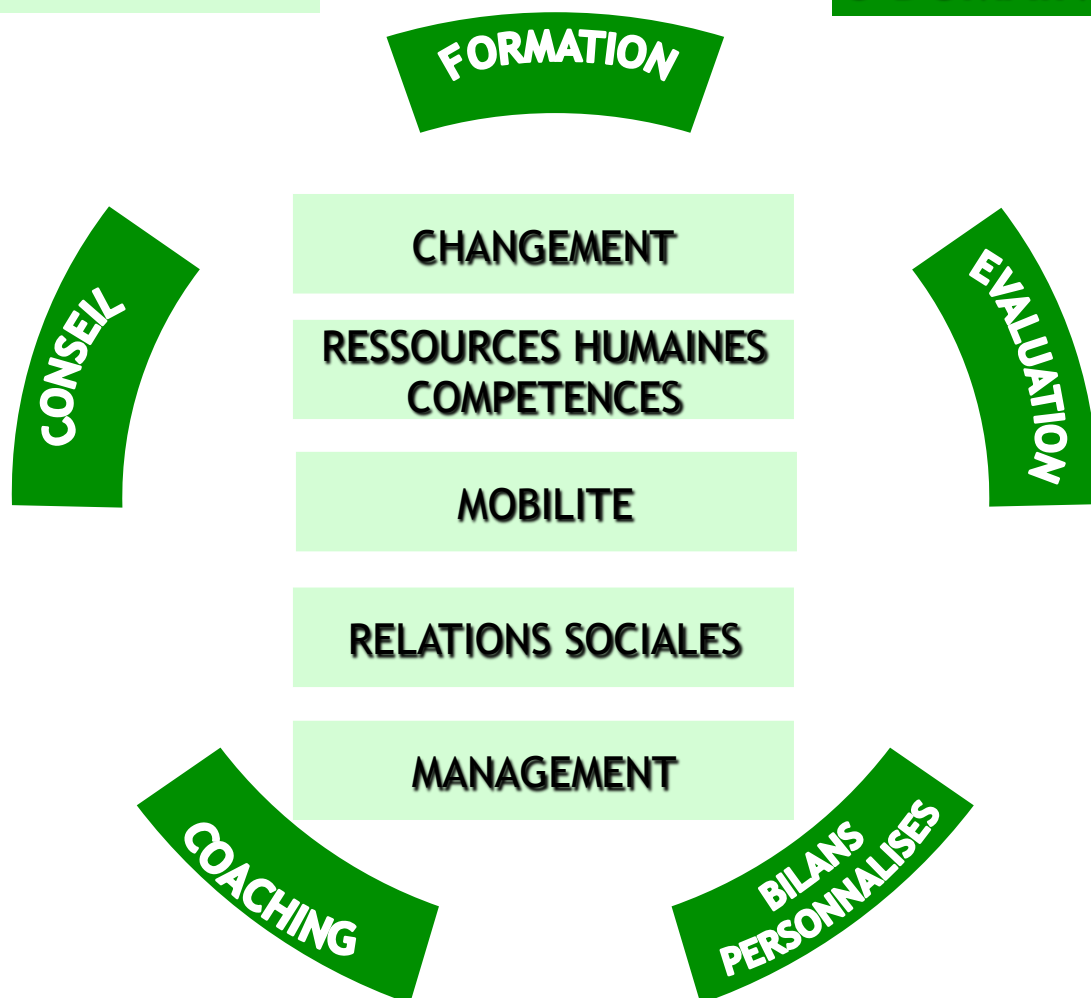 FORMATION
CONSEIL
EVALUATION
CHANGEMENT
RESSOURCES HUMAINES
COMPETENCES
MOBILITE
RELATIONS SOCIALES
MANAGEMENT
COACHING
BILANS
PERSONNALISES